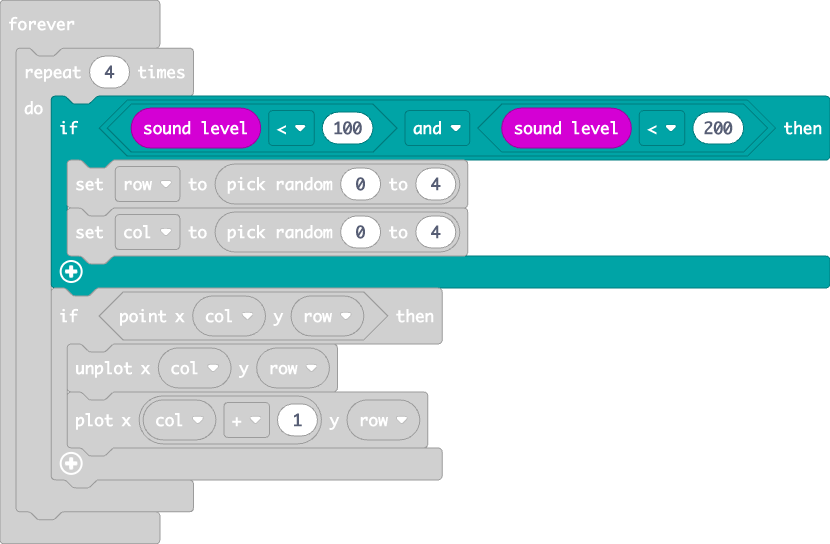 forever
repeat 4 times
do
if sound level < 100 and sound level < 200 then
set row to pick random 0 to 4
set col to pick random 0 to 4
if point x col y row then
unplot x col y row
plot x col + 1 y row